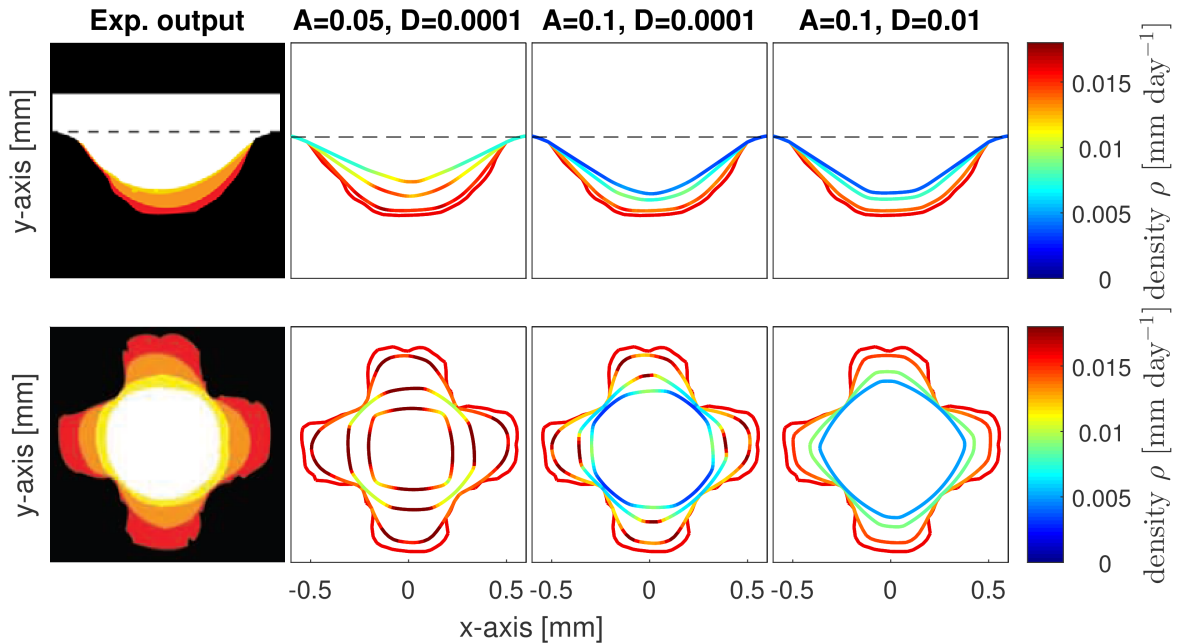 Exp. output
A=0.05, D=0.0001
A=0.1, D=0.0001
A=0.1, D=0.01
y-axis [mm]
0.015
0.01
0.005
0
density ρ [mm day⁻¹]
y-axis [mm]
0.015
0.01
0.005
0
density ρ [mm day⁻¹]
-0.5 0 0.5 -0.5 0 0.5 -0.5 0 0.5
x-axis [mm]